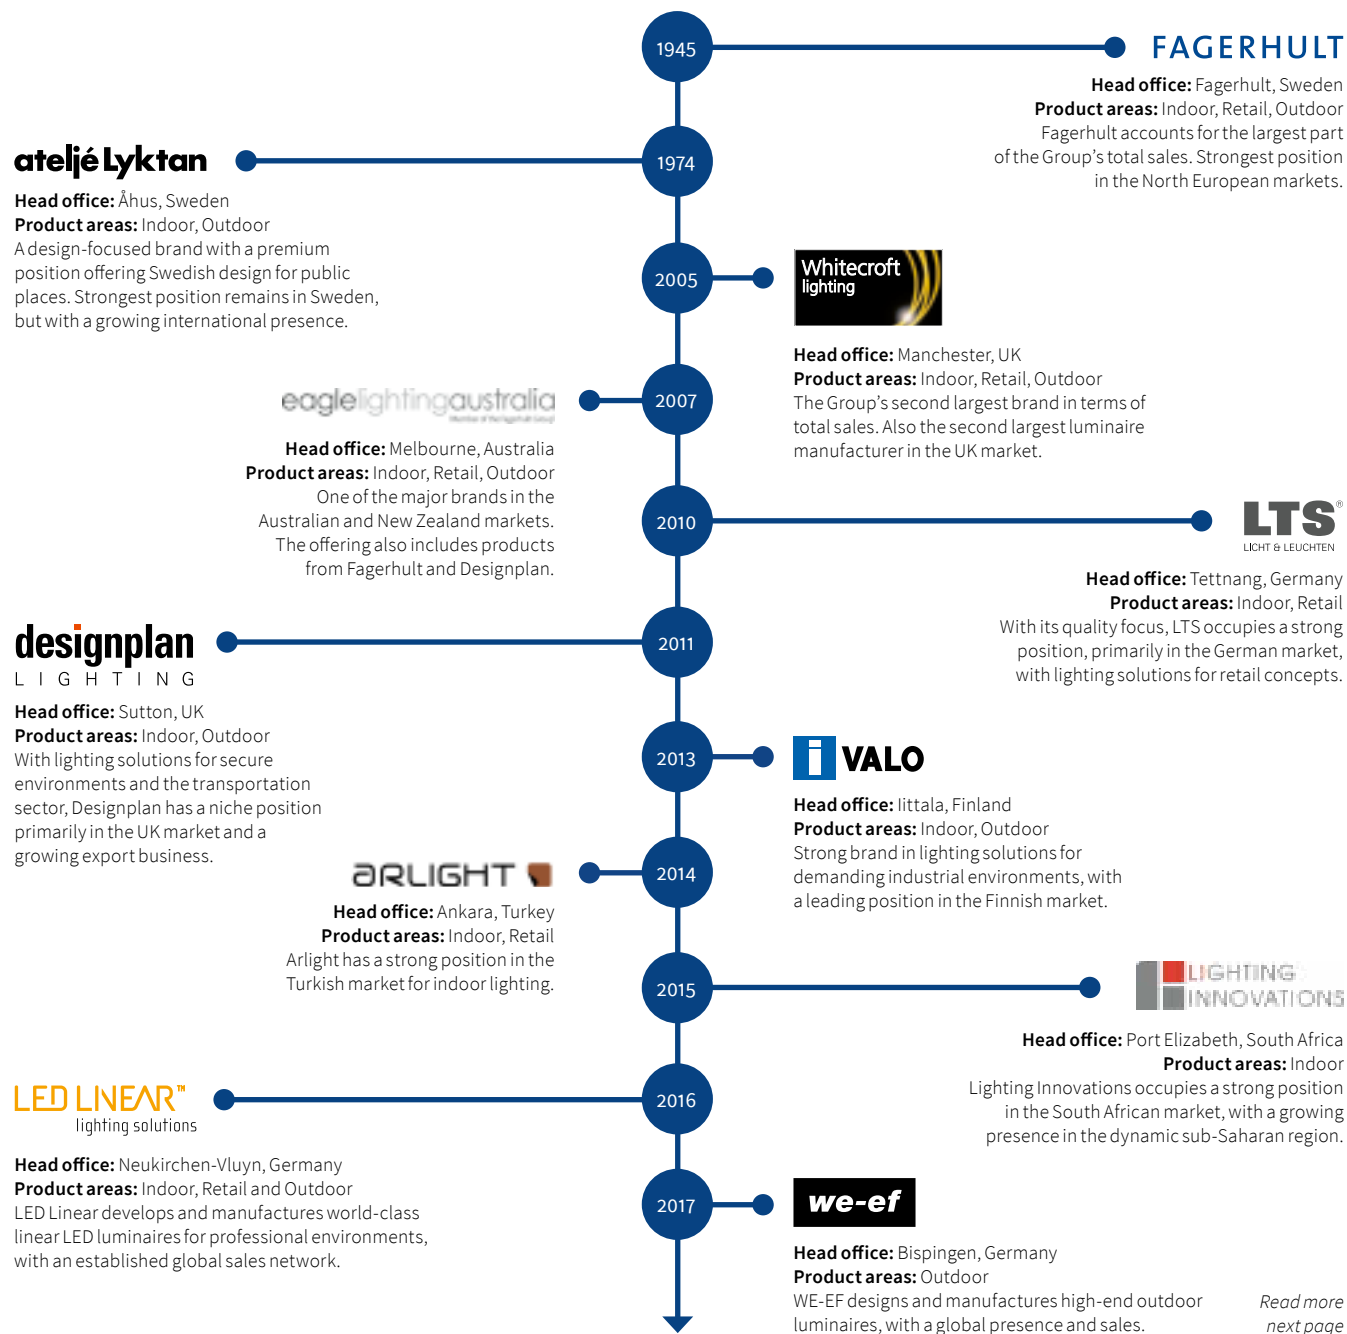 1945
FAGERHULT
Head office: Fagerhult, Sweden
Product areas: Indoor, Retail, Outdoor
Fagerhult accounts for the largest part
of the Group's total sales. Strongest position
in the North European markets.
1974
ateljé Lyktan
Head office: Åhus, Sweden
Product areas: Indoor, Outdoor
A design-focused brand with a premium
position offering Swedish design for public
places. Strongest position remains in Sweden,
but with a growing international presence.
2005
Whitecroft
lighting
Head office: Manchester, UK
Product areas: Indoor, Retail, Outdoor
The Group's second largest brand in terms of
total sales. Also the second largest luminaire
manufacturer in the UK market.
2007
eaglelightingaustralia
Member of the Fagerhult Group
Head office: Melbourne, Australia
Product areas: Indoor, Retail, Outdoor
One of the major brands in the
Australian and New Zealand markets.
The offering also includes products
from Fagerhult and Designplan.
2010
LTS®
LICHT & LEUCHTEN
Head office: Tettnang, Germany
Product areas: Indoor, Retail
With its quality focus, LTS occupies a strong
position, primarily in the German market,
with lighting solutions for retail concepts.
2011
designplan
LIGHTING
Head office: Sutton, UK
Product areas: Indoor, Outdoor
With lighting solutions for secure
environments and the transportation
sector, Designplan has a niche position
primarily in the UK market and a
growing export business.
2013
i VALO
Head office: Iittala, Finland
Product areas: Indoor, Outdoor
Strong brand in lighting solutions for
demanding industrial environments, with
a leading position in the Finnish market.
2014
ARLIGHT
Head office: Ankara, Turkey
Product areas: Indoor, Retail
Arlight has a strong position in the
Turkish market for indoor lighting.
2015
LIGHTING
INNOVATIONS
Head office: Port Elizabeth, South Africa
Product areas: Indoor
Lighting Innovations occupies a strong position
in the South African market, with a growing
presence in the dynamic sub-Saharan region.
2016
LED LINEAR™
lighting solutions
Head office: Neukirchen-Vluyn, Germany
Product areas: Indoor, Retail and Outdoor
LED Linear develops and manufactures world-class
linear LED luminaires for professional environments,
with an established global sales network.
2017
we-ef
Head office: Bispingen, Germany
Product areas: Outdoor
WE-EF designs and manufactures high-end outdoor
luminaires, with a global presence and sales.
Read more
next page